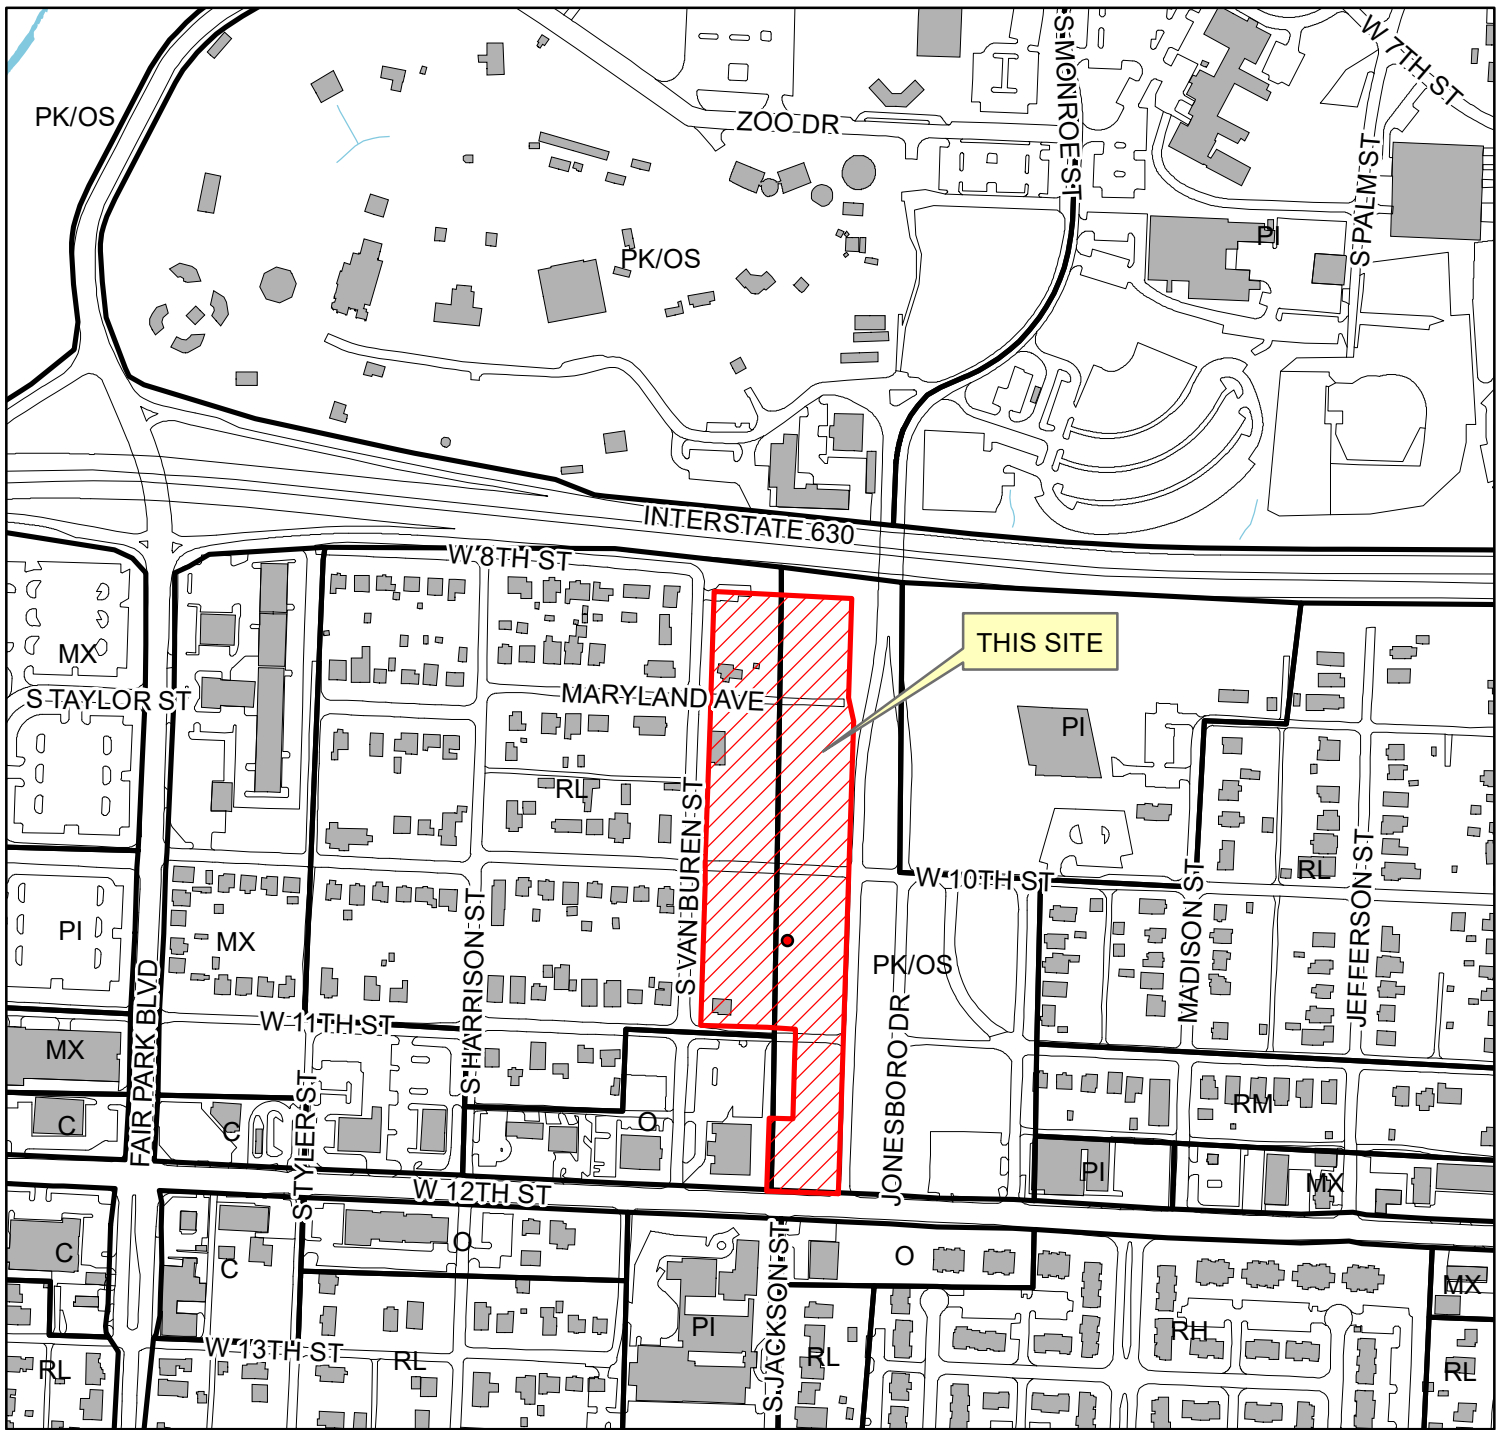 W 7TH ST
S MONROE ST
PK/OS
ZOO DR
S PALM ST
PI
PK/OS
INTERSTATE 630
W 8TH ST
THIS SITE
MX
S TAYLOR ST
MARYLAND AVE
PI
RL
S VAN BUREN ST
RL
W 10TH ST
MADISON ST
JEFFERSON ST
PI
MX
S HARRISON ST
PK/OS
FAIR PARK BLVD
W 11TH ST
JONESBORO DR
MX
S TYLER ST
RM
C
C
O
PI
MX
W 12TH ST
C
C
O
S JACKSON ST
O
MX
PI
RH
W 13TH ST
RL
RL
RL
RL